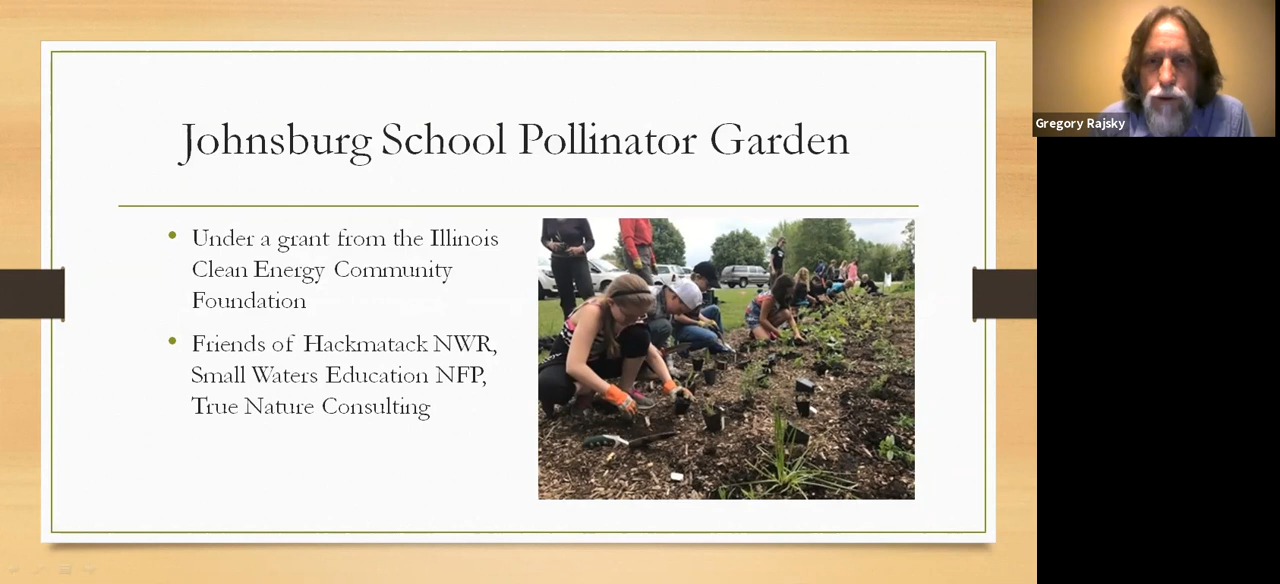 Johnsburg School Pollinator Garden
Under a grant from the Illinois
Clean Energy Community
Foundation
Friends of Hackmatack NWR,
Small Waters Education NFP,
True Nature Consulting
Gregory Rajsky